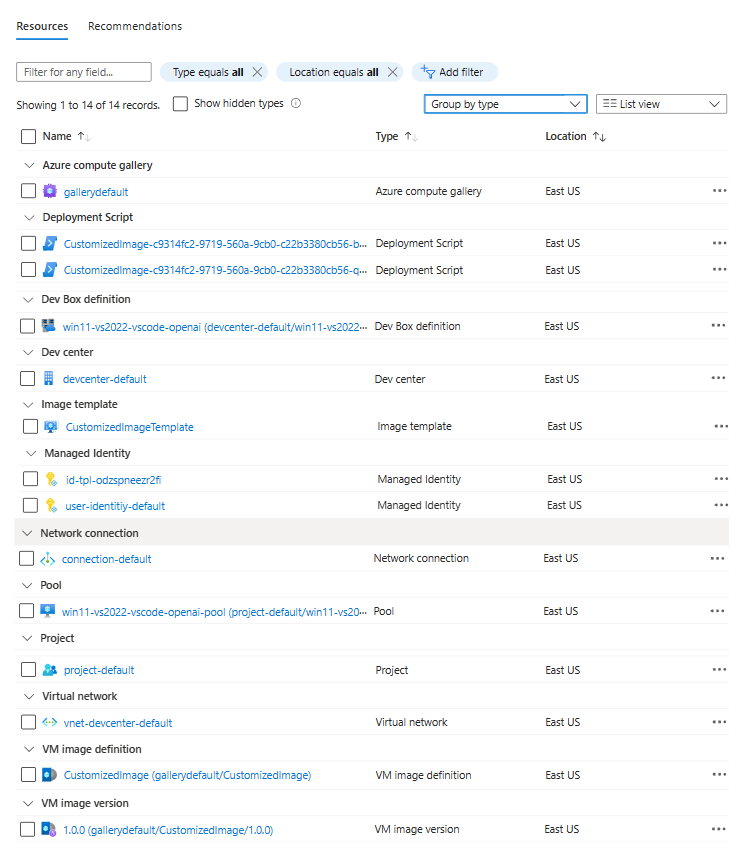 Resources Recommendations
Filter for any field... Type equals all Location equals all Add filter
Showing 1 to 14 of 14 records. Show hidden types Group by type List view
Name Type Location
Azure compute gallery
gallerydefault Azure compute gallery East US
Deployment Script
CustomizedImage-c9314fc2-9719-560a-9cb0-c22b3380cb56-b... Deployment Script East US
CustomizedImage-c9314fc2-9719-560a-9cb0-c22b3380cb56-q... Deployment Script East US
Dev Box definition
win11-vs2022-vscode-openai (devcenter-default/win11-vs2022... Dev Box definition East US
Dev center
devcenter-default Dev center East US
Image template
CustomizedImageTemplate Image template East US
Managed Identity
id-tpl-odzspneezr2fi Managed Identity East US
user-identitiy-default Managed Identity East US
Network connection
connection-default Network connection East US
Pool
win11-vs2022-vscode-openai-pool (project-default/win11-vs20... Pool East US
Project
project-default Project East US
Virtual network
vnet-devcenter-default Virtual network East US
VM image definition
CustomizedImage (gallerydefault/CustomizedImage) VM image definition East US
VM image version
1.0.0 (gallerydefault/CustomizedImage/1.0.0) VM image version East US